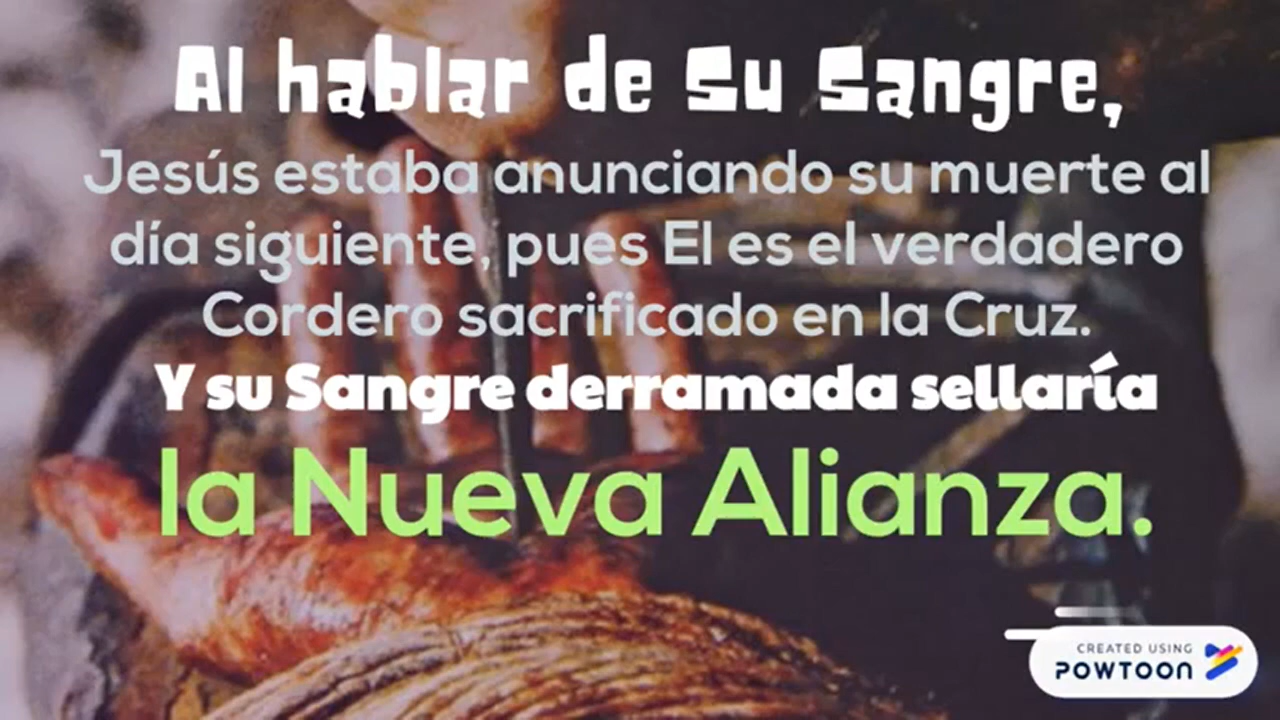 Al hablar de Su Sangre,
Jesús estaba anunciando su muerte al
día siguiente, pues El es el verdadero
Cordero sacrificado en la Cruz.
Y su Sangre derramada sellaría
la Nueva Alianza.
CREATED USING
POWTOON